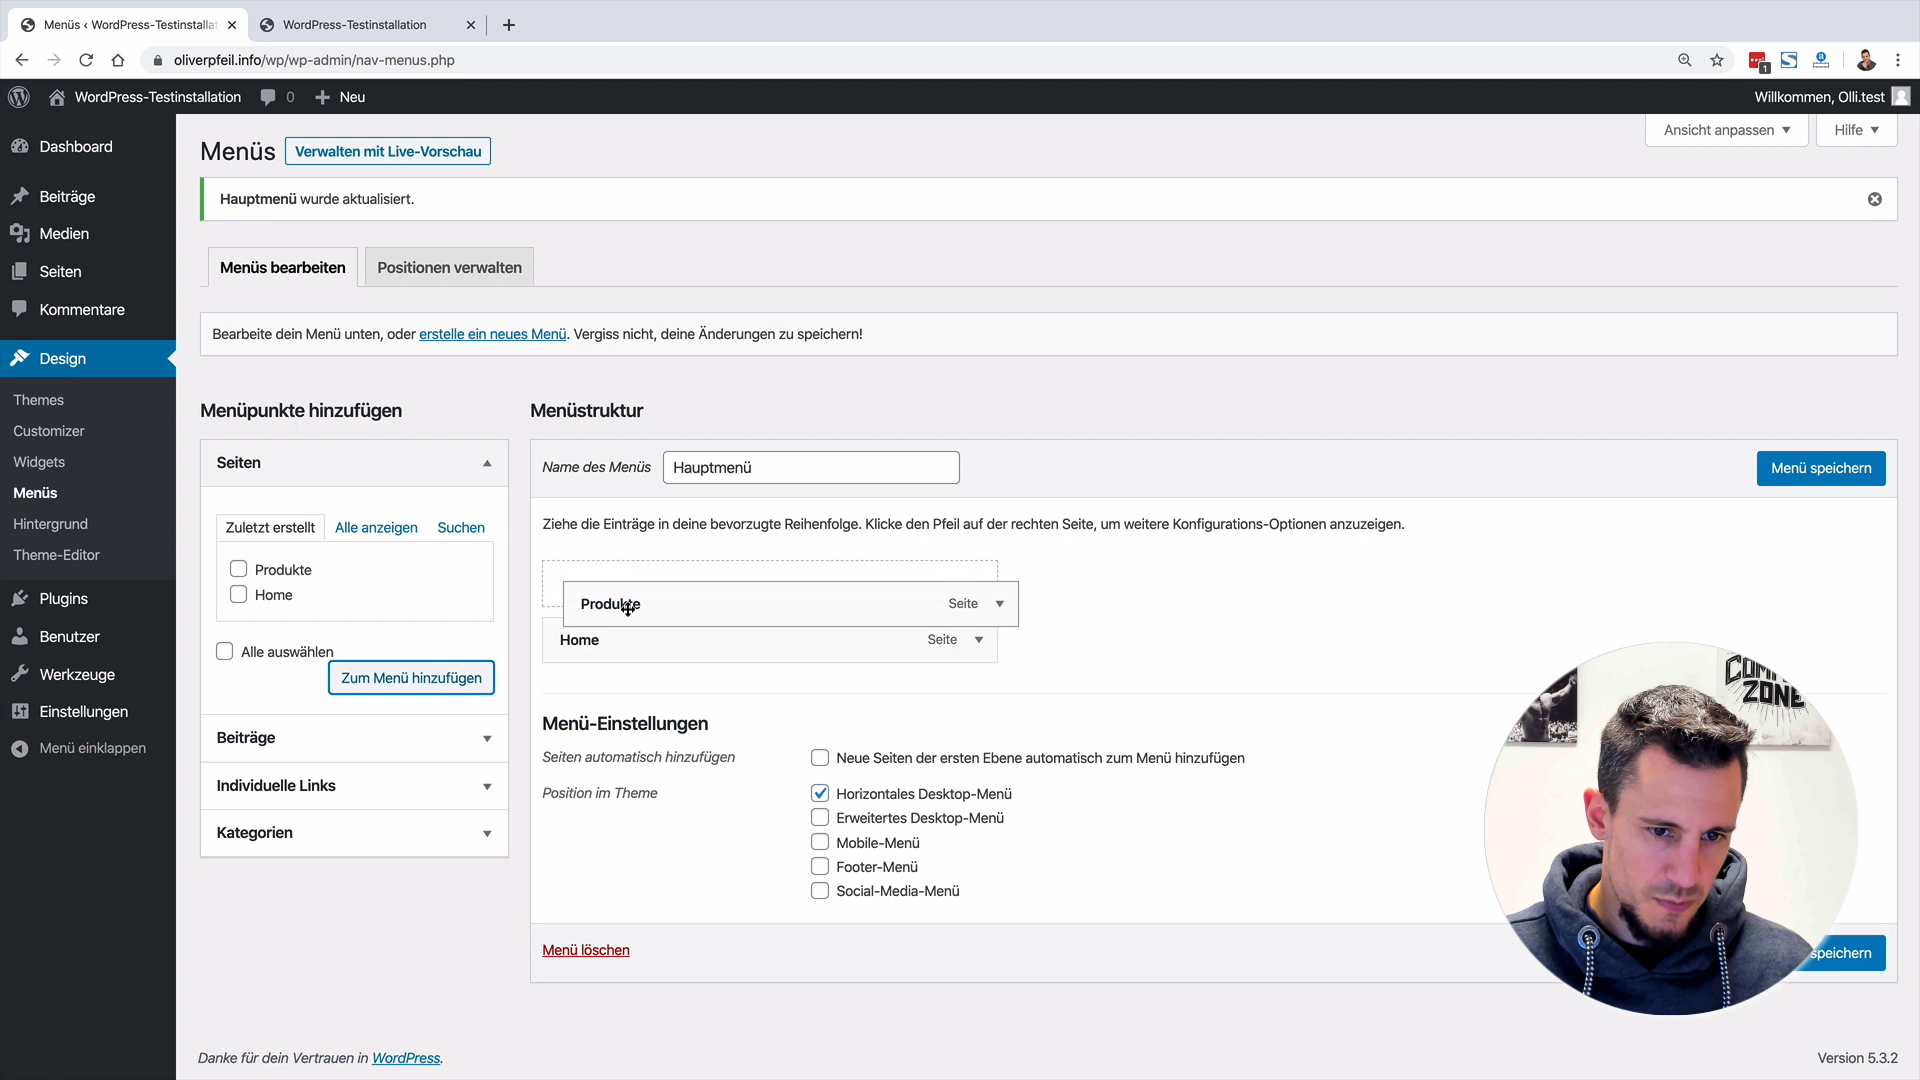 Menüs ‹ WordPress-Testinstallat
WordPress-Testinstallation
oliverpfeil.info/wp/wp-admin/nav-menus.php
1
WordPress-Testinstallation
0
Neu
Willkommen, Olli.test
Dashboard
Beiträge
Medien
Seiten
Kommentare
Design
Themes
Customizer
Widgets
Menüs
Hintergrund
Theme-Editor
Plugins
Benutzer
Werkzeuge
Einstellungen
Menü einklappen
Ansicht anpassen
Hilfe
Menüs
Verwalten mit Live-Vorschau
Hauptmenü wurde aktualisiert.
Menüs bearbeiten
Positionen verwalten
Bearbeite dein Menü unten, oder erstelle ein neues Menü. Vergiss nicht, deine Änderungen zu speichern!
Menüpunkte hinzufügen
Seiten
Zuletzt erstellt
Alle anzeigen
Suchen
Produkte
Home
Alle auswählen
Zum Menü hinzufügen
Beiträge
Individuelle Links
Kategorien
Menüstruktur
Name des Menüs
Hauptmenü
Menü speichern
Ziehe die Einträge in deine bevorzugte Reihenfolge. Klicke den Pfeil auf der rechten Seite, um weitere Konfigurations-Optionen anzuzeigen.
Produkte
Seite
Home
Seite
Menü-Einstellungen
Seiten automatisch hinzufügen
Neue Seiten der ersten Ebene automatisch zum Menü hinzufügen
Position im Theme
Horizontales Desktop-Menü
Erweitertes Desktop-Menü
Mobile-Menü
Footer-Menü
Social-Media-Menü
Menü löschen
speichern
ZONE
Danke für dein Vertrauen in WordPress.
Version 5.3.2